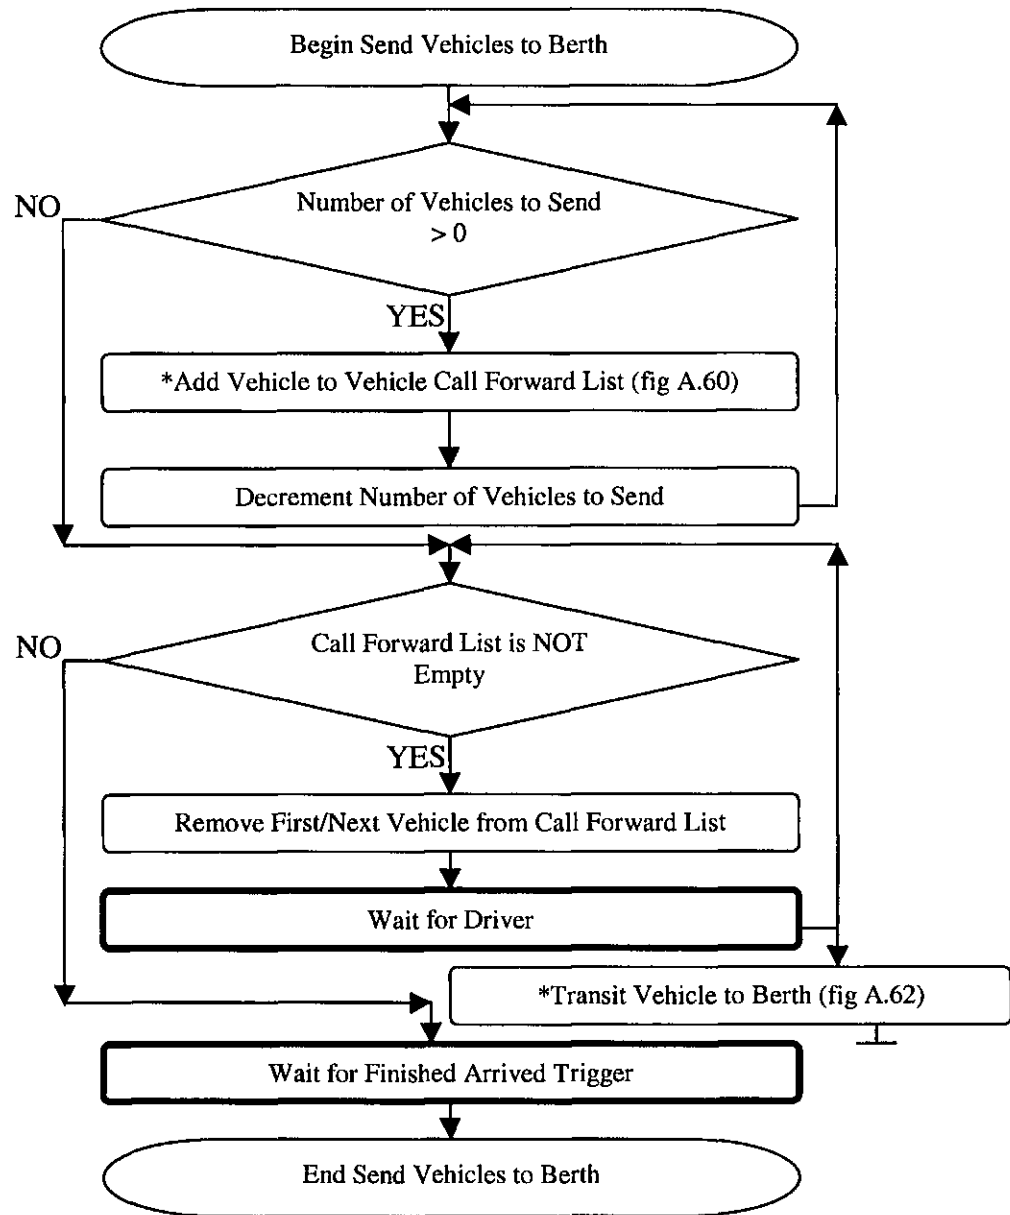 Begin Send Vehicles to Berth
NO
Number of Vehicles to Send
> 0
YES
*Add Vehicle to Vehicle Call Forward List (fig A.60)
Decrement Number of Vehicles to Send
NO
Call Forward List is NOT
Empty
YES
Remove First/Next Vehicle from Call Forward List
Wait for Driver
*Transit Vehicle to Berth (fig A.62)
Wait for Finished Arrived Trigger
End Send Vehicles to Berth